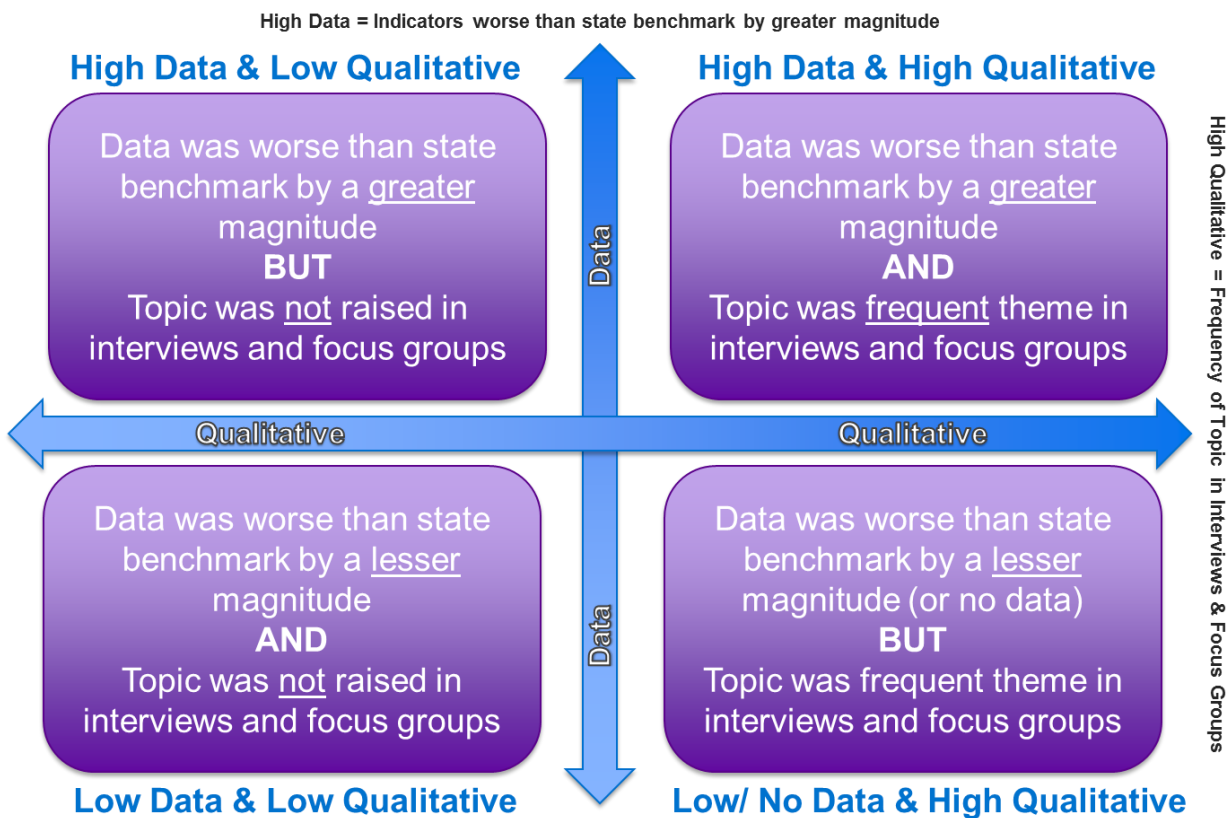 High Data = Indicators worse than state benchmark by greater magnitude
High Data & Low Qualitative
High Data & High Qualitative
Data was worse than state
benchmark by a greater
magnitude
BUT
Topic was not raised in
interviews and focus groups
Data
Data was worse than state
benchmark by a greater
magnitude
AND
Topic was frequent theme in
interviews and focus groups
High Qualitative = Frequency of Topic in Interviews & Focus Groups
Qualitative
Qualitative
Data was worse than state
benchmark by a lesser
magnitude
AND
Topic was not raised in
interviews and focus groups
Data
Data was worse than state
benchmark by a lesser
magnitude (or no data)
BUT
Topic was frequent theme in
interviews and focus groups
Low Data & Low Qualitative
Low/ No Data & High Qualitative